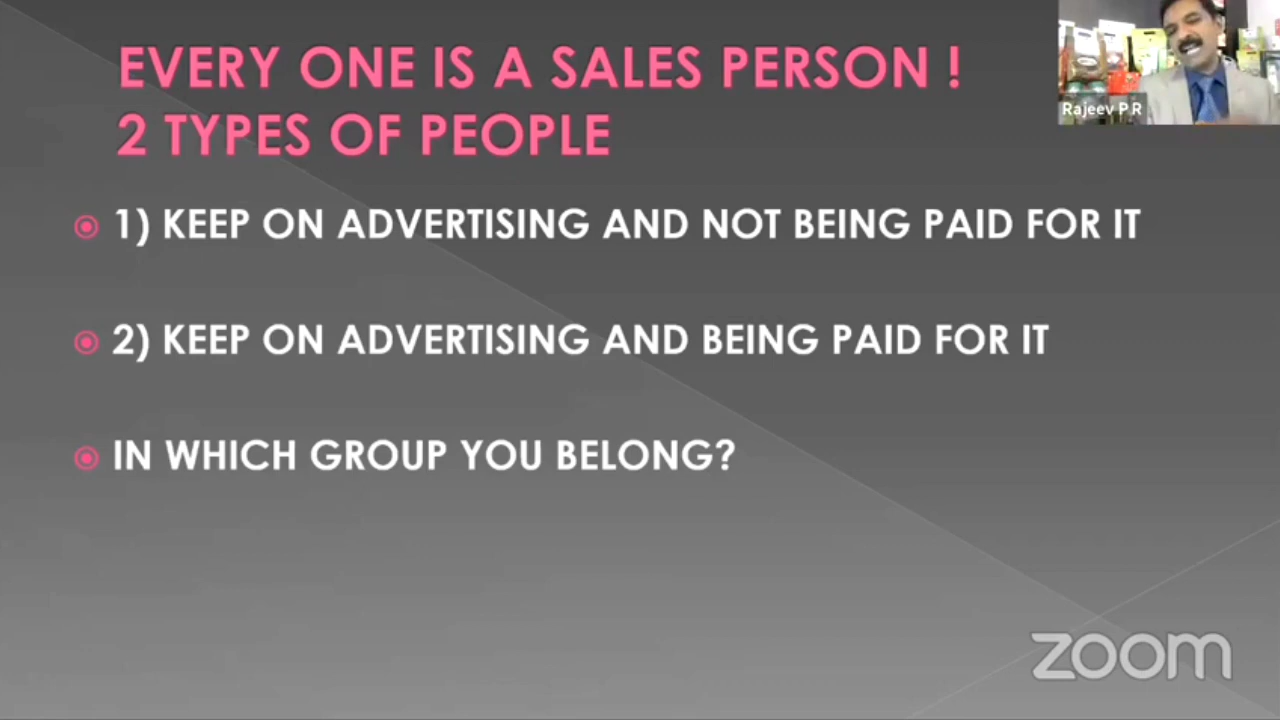 EVERY ONE IS A SALES PERSON !
2 TYPES OF PEOPLE
Rajeev P.R
1) KEEP ON ADVERTISING AND NOT BEING PAID FOR IT
2) KEEP ON ADVERTISING AND BEING PAID FOR IT
IN WHICH GROUP YOU BELONG?
zoom